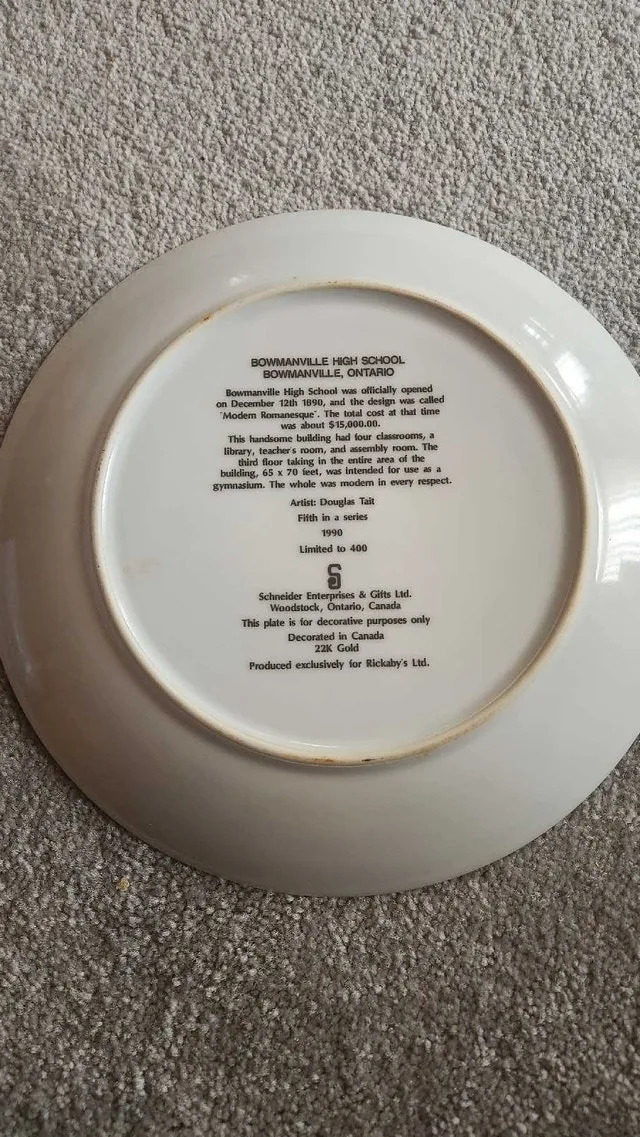 BOWMANVILLE HIGH SCHOOL
BOWMANVILLE, ONTARIO
Bowmanville High School was officially opened
on December 12th 1890, and the design was called
"Modern Romanesque". The total cost at that time
was about $15,000.00.
This handsome building had four classrooms, a
library, teacher's room, and assembly room. The
third floor taking in the entire area of the
building, 65 x 70 feet, was intended for use as a
gymnasium. The whole was modern in every respect.
Artist: Douglas Tait
Fifth in a series
1990
Limited to 400
Schneider Enterprises & Gifts Ltd.
Woodstock, Ontario, Canada
This plate is for decorative purposes only
Decorated in Canada
22K Gold
Produced exclusively for Rickaby's Ltd.